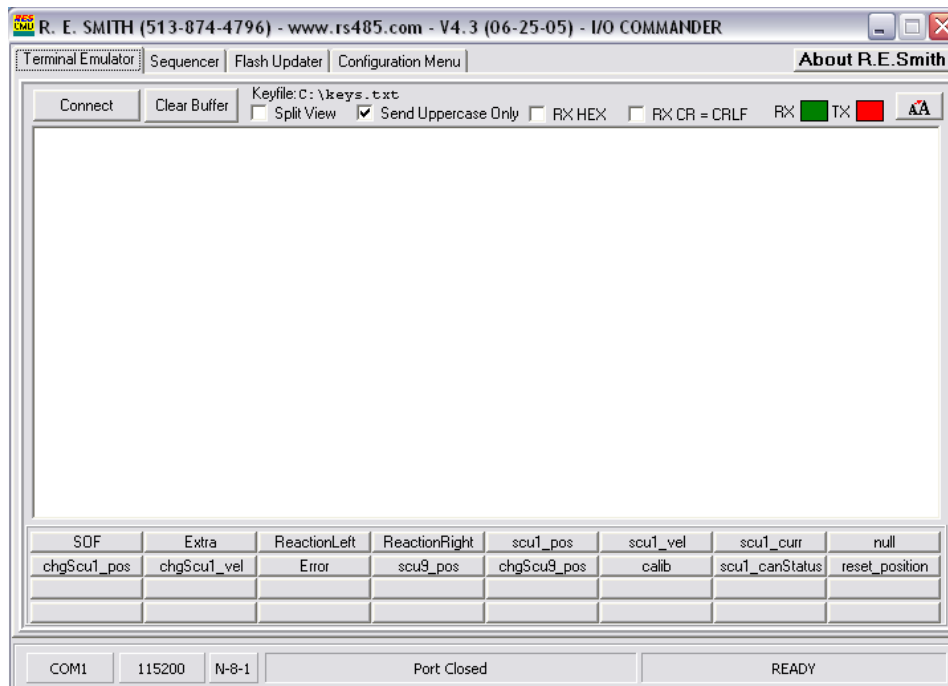 RES CMD R. E. SMITH (513-874-4796) - www.rs485.com - V4.3 (06-25-05) - I/O COMMANDER
Terminal Emulator Sequencer Flash Updater Configuration Menu About R.E.Smith
Keyfile: C:\keys.txt
Connect Clear Buffer Split View Send Uppercase Only RX HEX RX CR = CRLF RX TX AA
SOF Extra ReactionLeft ReactionRight scu1_pos scu1_vel scu1_curr null
chgScu1_pos chgScu1_vel Error scu9_pos chgScu9_pos calib scu1_canStatus reset_position
COM1 115200 N-8-1 Port Closed READY